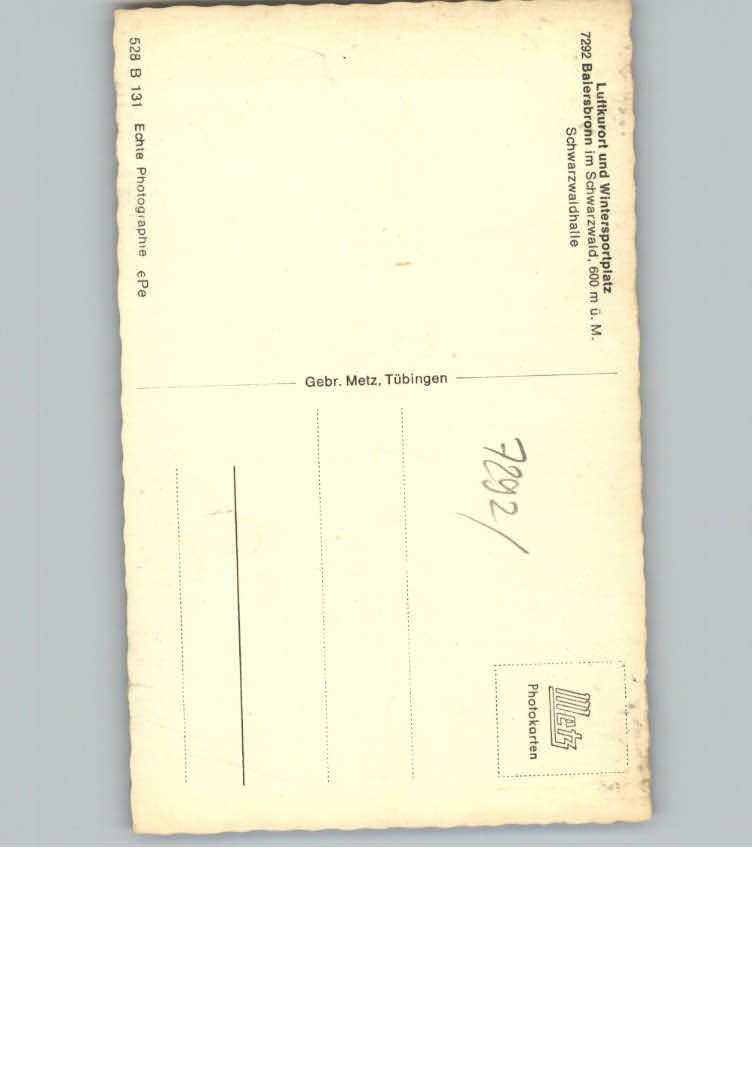 Luftkurort und Wintersportplatz
7292 Baiersbronn im Schwarzwald, 600 m ü. M.
Schwarzwaldhalle
528 B 131 Echte Photographie ePe
Gebr. Metz, Tübingen
7292/
Metz
Photokarten